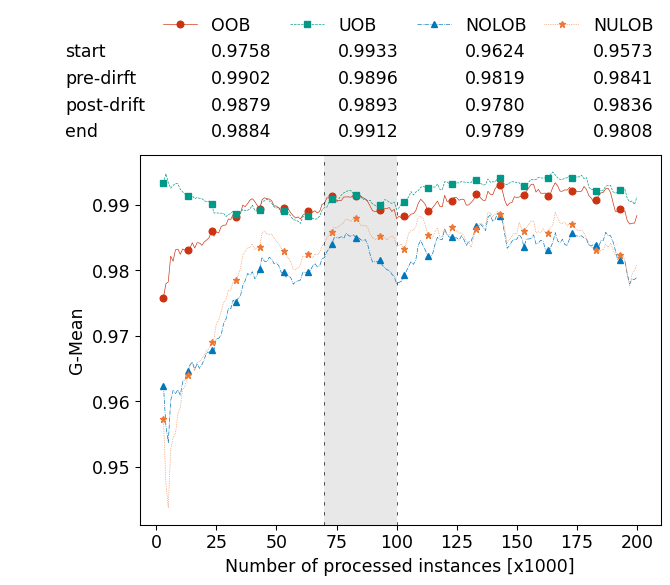 OOB UOB NOLOB NULOB
start 0.9758 0.9933 0.9624 0.9573
pre-dirft 0.9902 0.9896 0.9819 0.9841
post-drift 0.9879 0.9893 0.9780 0.9836
end 0.9884 0.9912 0.9789 0.9808
0.99
0.98
0.97
0.96
0.95
G-Mean
0 25 50 75 100 125 150 175 200
Number of processed instances [x1000]